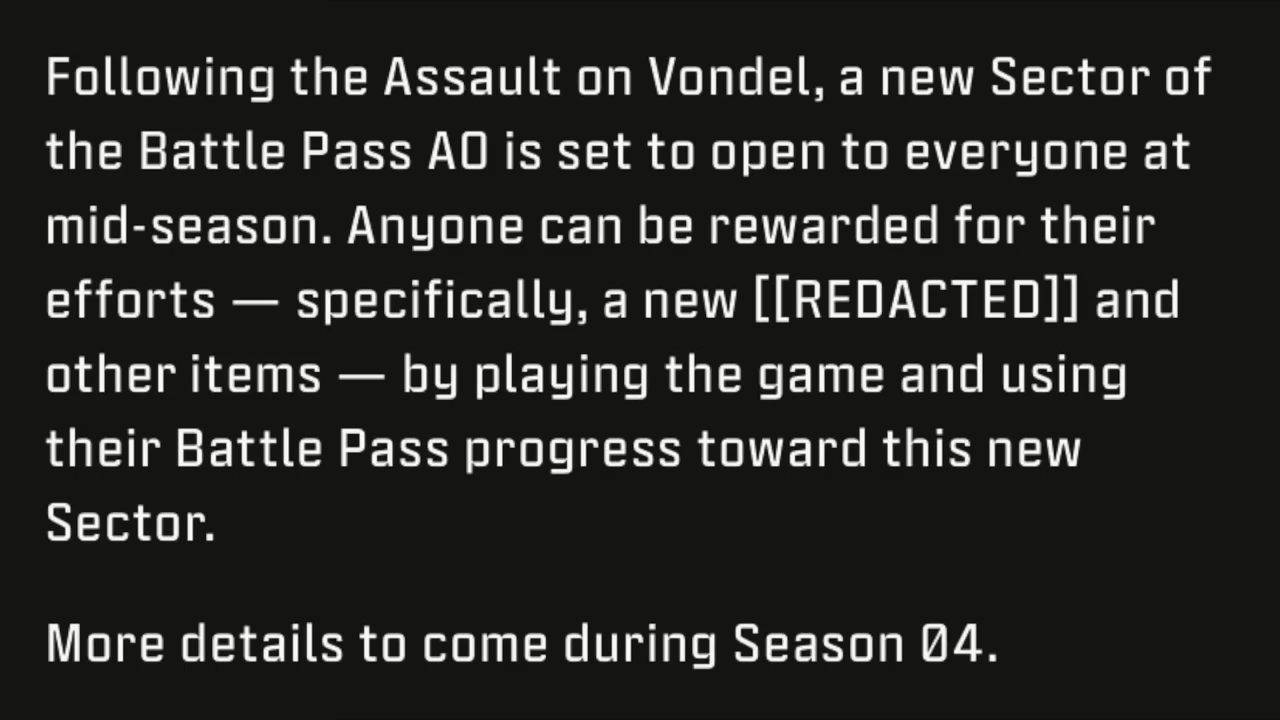 Following the Assault on Vondel, a new Sector of
the Battle Pass AO is set to open to everyone at
mid-season. Anyone can be rewarded for their
efforts — specifically, a new [[REDACTED]] and
other items — by playing the game and using
their Battle Pass progress toward this new
Sector.
More details to come during Season 04.